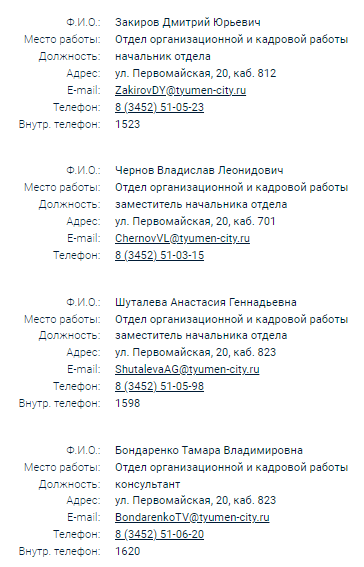 Ф.И.О.: Закиров Дмитрий Юрьевич
Место работы: Отдел организационной и кадровой работы
Должность: начальник отдела
Адрес: ул. Первомайская, 20, каб. 812
E-mail: ZakirovDY@tyumen-city.ru
Телефон: 8 (3452) 51-05-23
Внутр. телефон: 1523
Ф.И.О.: Чернов Владислав Леонидович
Место работы: Отдел организационной и кадровой работы
Должность: заместитель начальника отдела
Адрес: ул. Первомайская, 20, каб. 701
E-mail: ChernovVL@tyumen-city.ru
Телефон: 8 (3452) 51-03-15
Ф.И.О.: Шуталева Анастасия Геннадьевна
Место работы: Отдел организационной и кадровой работы
Должность: заместитель начальника отдела
Адрес: ул. Первомайская, 20, каб. 823
E-mail: ShutalevaAG@tyumen-city.ru
Телефон: 8 (3452) 51-05-98
Внутр. телефон: 1598
Ф.И.О.: Бондаренко Тамара Владимировна
Место работы: Отдел организационной и кадровой работы
Должность: консультант
Адрес: ул. Первомайская, 20, каб. 823
E-mail: BondarenkoTV@tyumen-city.ru
Телефон: 8 (3452) 51-06-20
Внутр. телефон: 1620